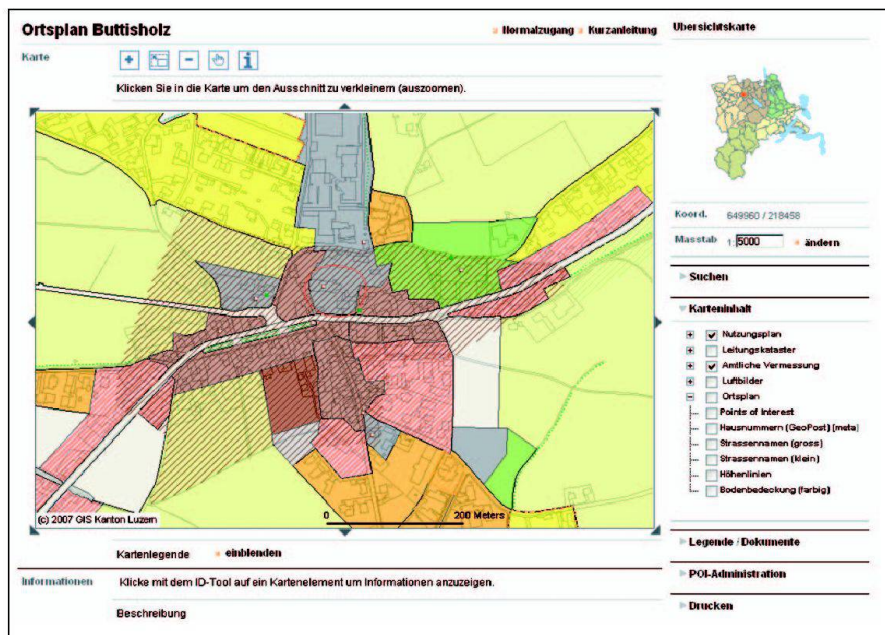 Ortsplan Buttisholz
Normalzugang Kurzanleitung
Karte
Klicken Sie in die Karte um den Ausschnitt zu verkleinern (auszoomen).
(c) 2007 GIS Kanton Luzern
0 200 Meters
Kartenlegende einblenden
Informationen
Klicke mit dem ID-Tool auf ein Kartenelement um Informationen anzuzeigen.
Beschreibung
Übersichtskarte
Koord. 649960 / 218458
Masstab 1: 5000 ändern
Suchen
Karteninhalt
Nutzungsplan
Leitungskataster
Amtliche Vermessung
Luftbilder
Ortsplan
Points of Interest
Hausnummern (GeoPost) (meta)
Strassennamen (gross)
Strassennamen (klein)
Höhenlinien
Bodenbedeckung (farbig)
Legende / Dokumente
POI-Administration
Drucken